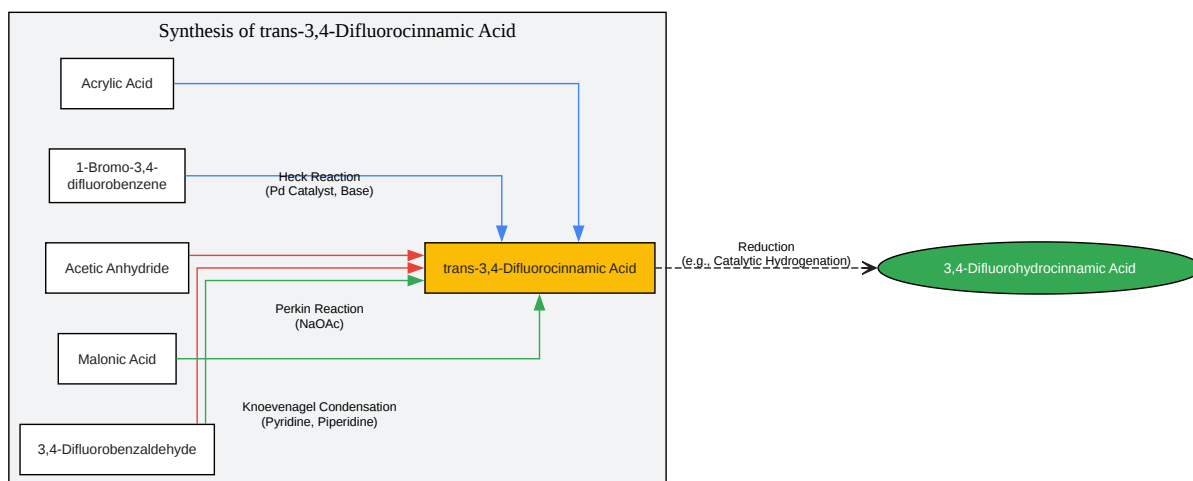 Synthesis of trans-3,4-Difluorocinnamic Acid
Acrylic Acid
1-Bromo-3,4-
difluorobenzene
Heck Reaction
(Pd Catalyst, Base)
Acetic Anhydride
trans-3,4-Difluorocinnamic Acid
Reduction
(e.g., Catalytic Hydrogenation)
3,4-Difluorohydrocinnamic Acid
Perkin Reaction
(NaOAc)
Malonic Acid
Knoevenagel Condensation
(Pyridine, Piperidine)
3,4-Difluorobenzaldehyde